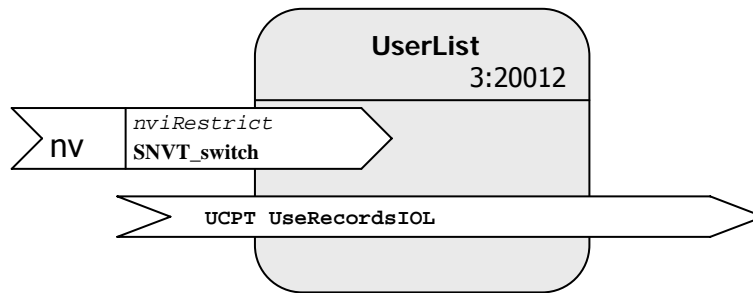 UserList
3:20012
nv
nviRestrict
SNVT_switch
UCPT UseRecordsIOL